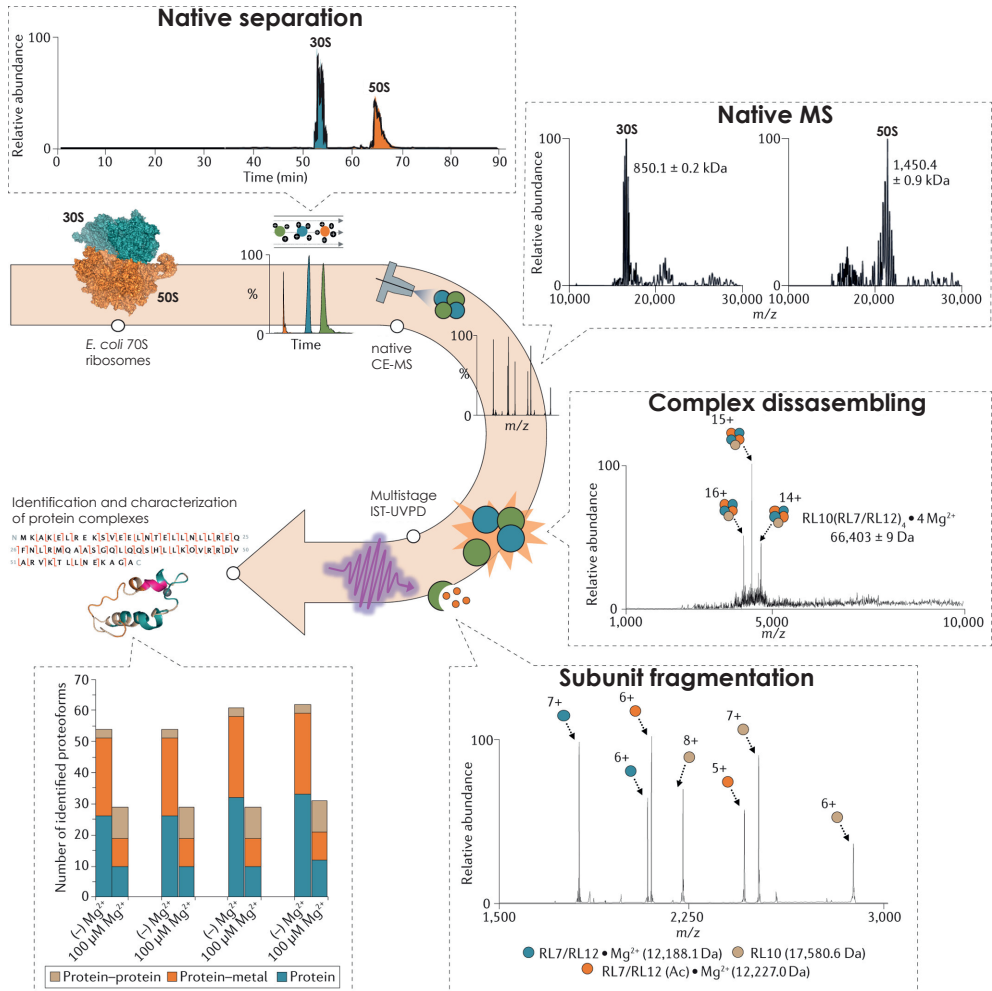 Native separation
30S
50S
Relative abundance
100
0
0
10
20
30
40
50
60
70
80
90
Time (min)
Native MS
30S
850.1 ± 0.2 kDa
Relative abundance
100
0
10,000
20,000
30,000
50S
1,450.4
± 0.9 kDa
100
0
10,000
20,000
30,000
m/z
30S
50S
E. coli 70S
ribosomes
100
%
0
Time
native
CE-MS
100
%
0
m/z
Complex dissasembling
15+
16+
14+
RL10(RL7/RL12)₄ • 4 Mg²⁺
66,403 ± 9 Da
Relative abundance
100
0
1,000
5,000
10,000
m/z
Multistage
IST-UVPD
Identification and characterization
of protein complexes
N M K A K E L R E K S V E E L N T E L L N L L R E Q 25
26 F N L R M Q A A S G Q L Q Q S H L L K Q V R R D V 50
51 A R V K T L L N E K A G A C
Number of identified proteoforms
70
60
50
40
30
20
10
0
(–) Mg²⁺
100 µM Mg²⁺
(–) Mg²⁺
100 µM Mg²⁺
(–) Mg²⁺
100 µM Mg²⁺
(–) Mg²⁺
100 µM Mg²⁺
Protein–protein
Protein–metal
Protein
Subunit fragmentation
7+
6+
6+
8+
5+
7+
6+
Relative abundance
100
0
1,500
2,250
3,000
m/z
RL7/RL12 • Mg²⁺ (12,188.1 Da)
RL10 (17,580.6 Da)
RL7/RL12 (Ac) • Mg²⁺ (12,227.0 Da)